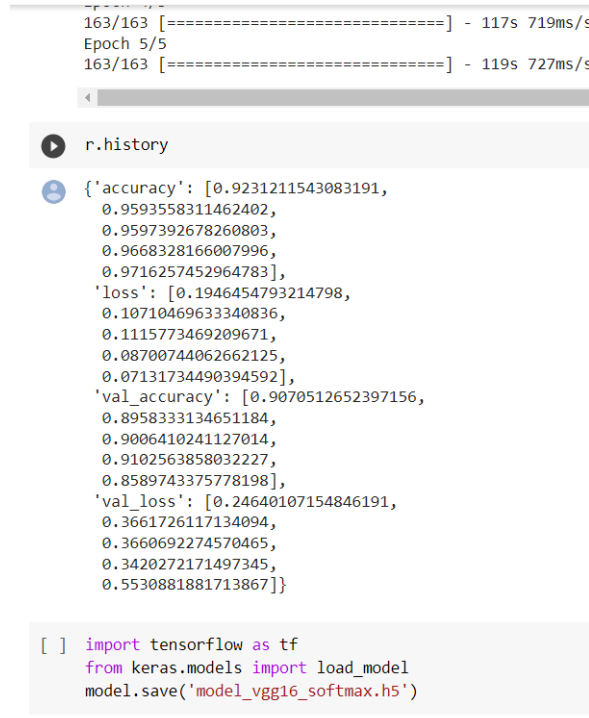 163/163 [==============================] - 117s 719ms/s
Epoch 5/5
163/163 [==============================] - 119s 727ms/s
r.history
{'accuracy': [0.9231211543083191,
0.9593558311462402,
0.9597392678260803,
0.9668328166007996,
0.9716257452964783],
'loss': [0.1946454793214798,
0.10710469633340836,
0.1115773469209671,
0.08700744062662125,
0.07131734490394592],
'val_accuracy': [0.9070512652397156,
0.8958333134651184,
0.9006410241127014,
0.9102563858032227,
0.8589743375778198],
'val_loss': [0.24640107154846191,
0.3661726117134094,
0.3660692274570465,
0.3420272171497345,
0.5530881881713867]}
[ ] import tensorflow as tf
from keras.models import load_model
model.save('model_vgg16_softmax.h5')